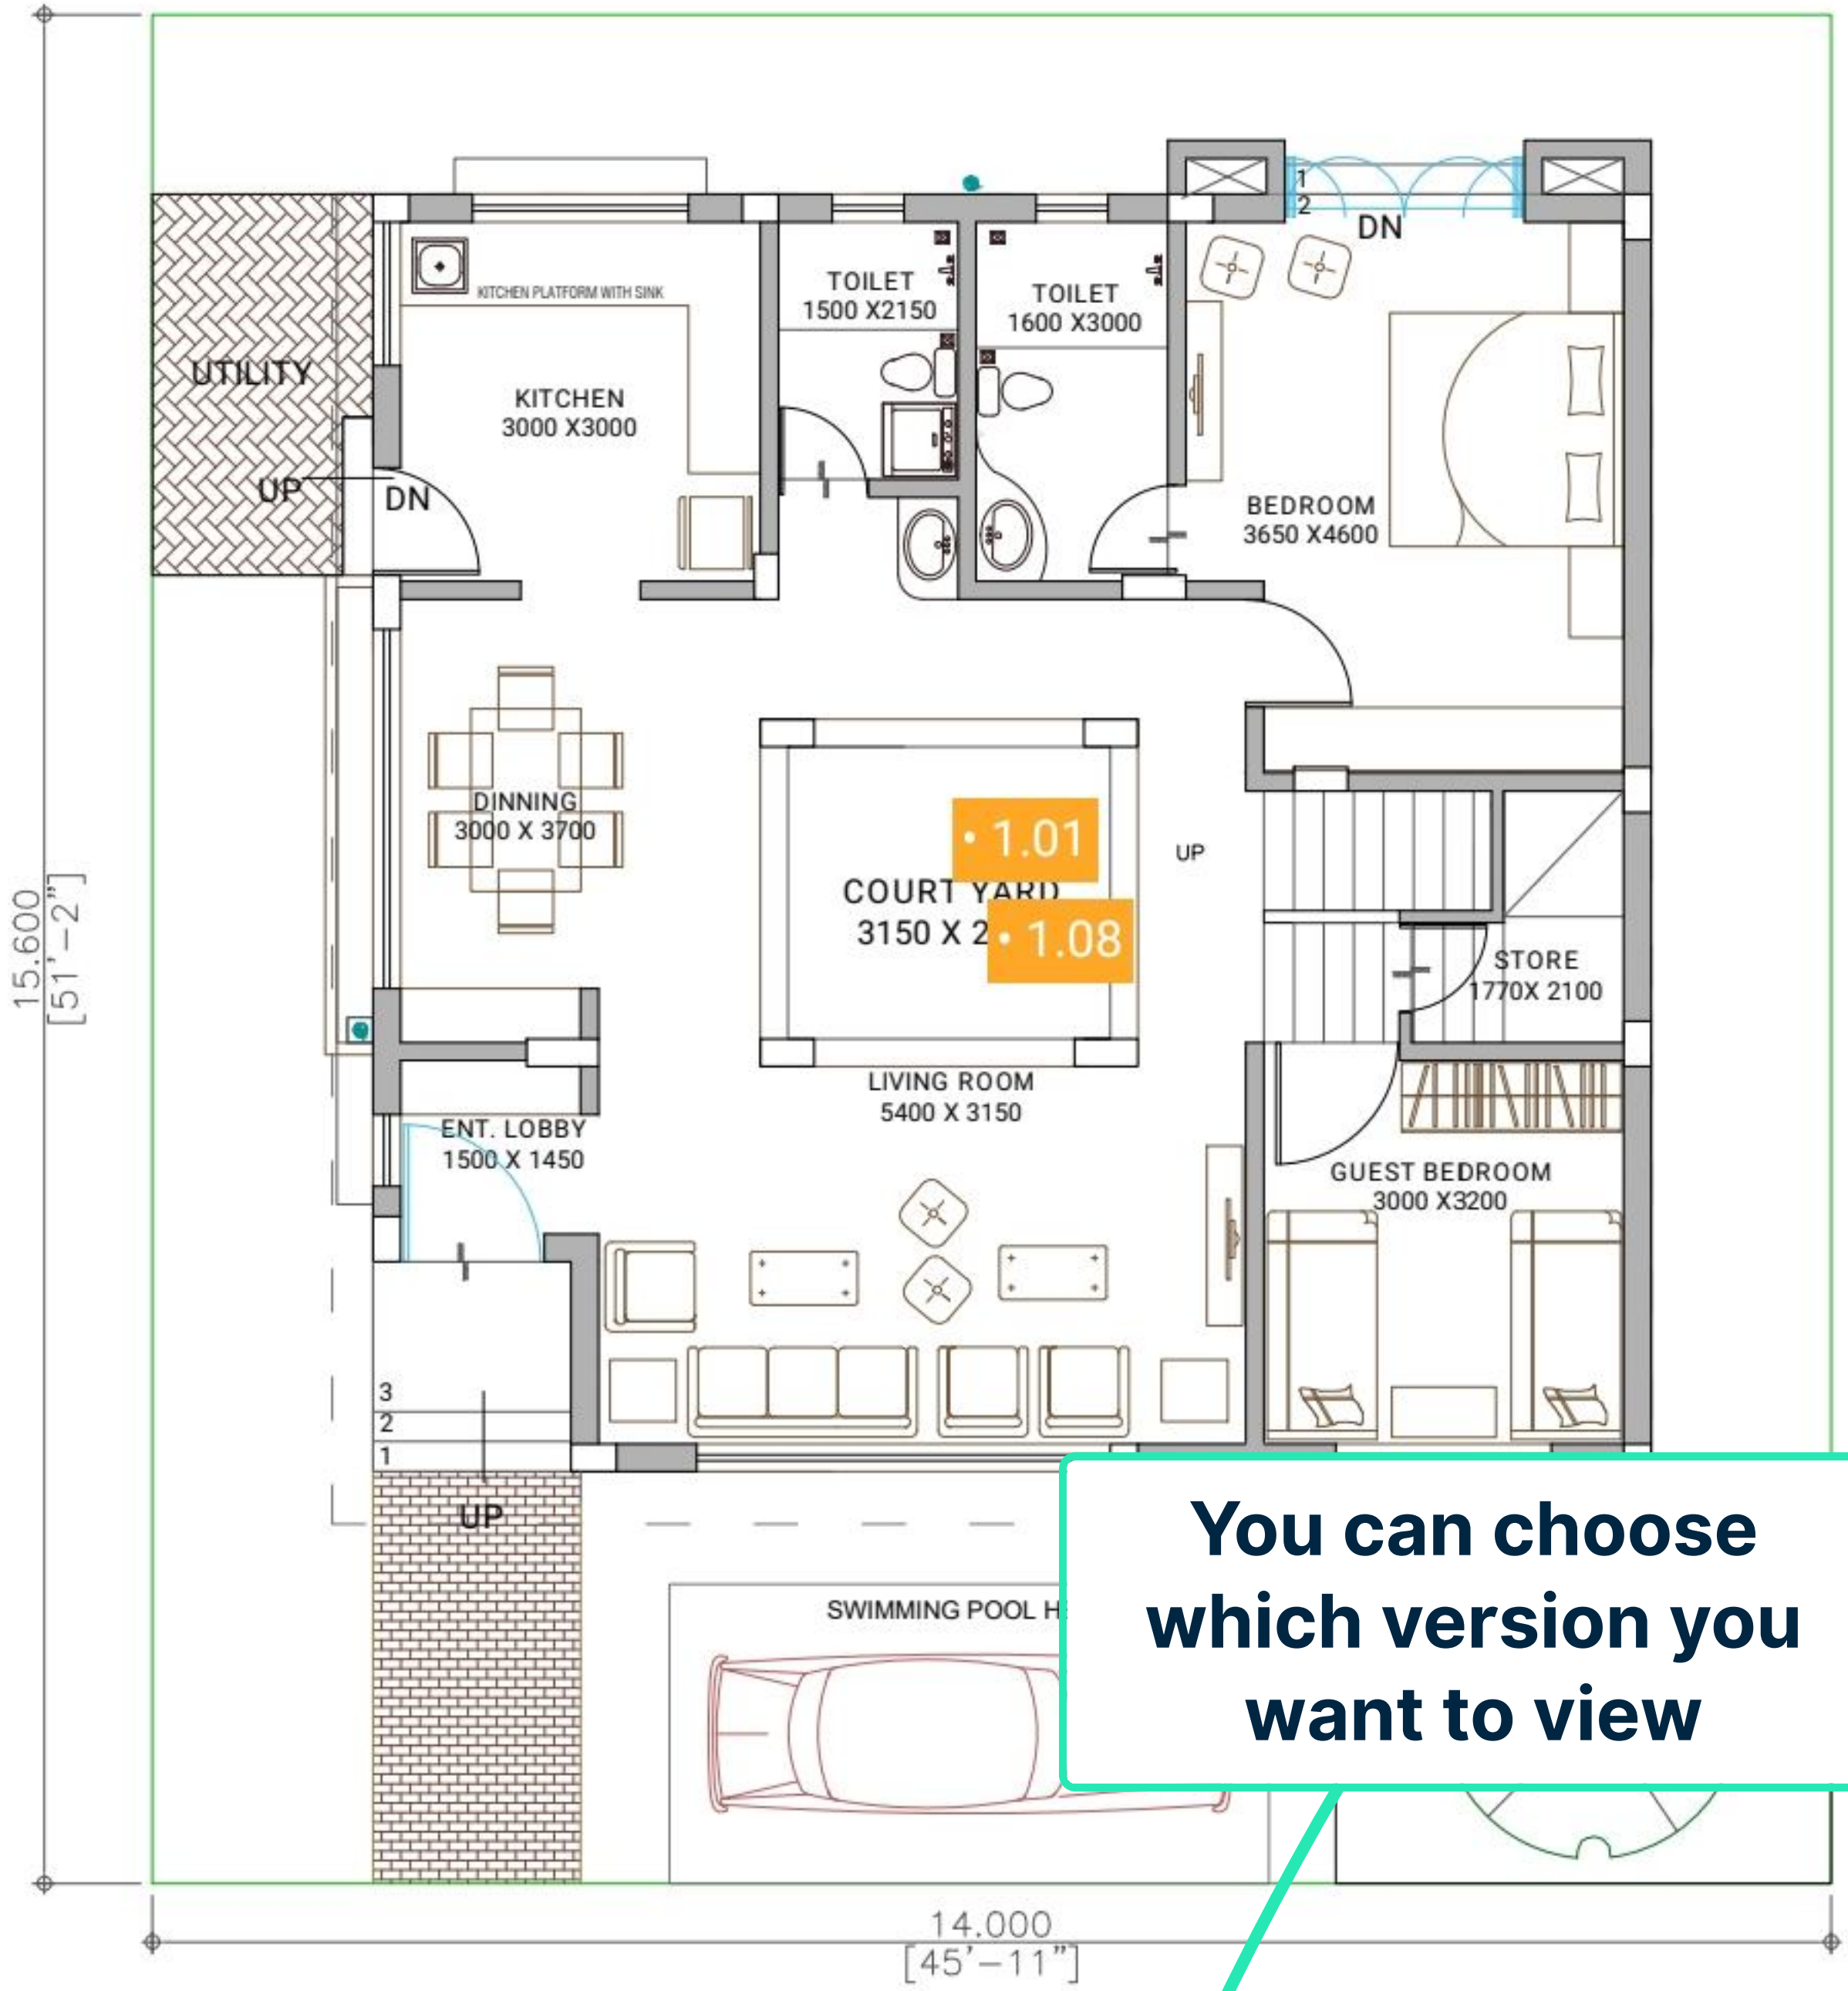 1
2
DN
TOILET
1500 X2150
TOILET
1600 X3000
KITCHEN PLATFORM WITH SINK
UTILITY
KITCHEN
3000 X3000
UP
DN
BEDROOM
3650 X4600
DINNING
3000 X 3700
• 1.01
UP
COURT YARD
3150 X 2
• 1.08
STORE
1770X 2100
15.600
[51'-2"]
LIVING ROOM
5400 X 3150
ENT. LOBBY
1500 X 1450
GUEST BEDROOM
3000 X3200
3
2
1
UP
You can choose
which version you
want to view
SWIMMING POOL
14.000
[45'-11"]